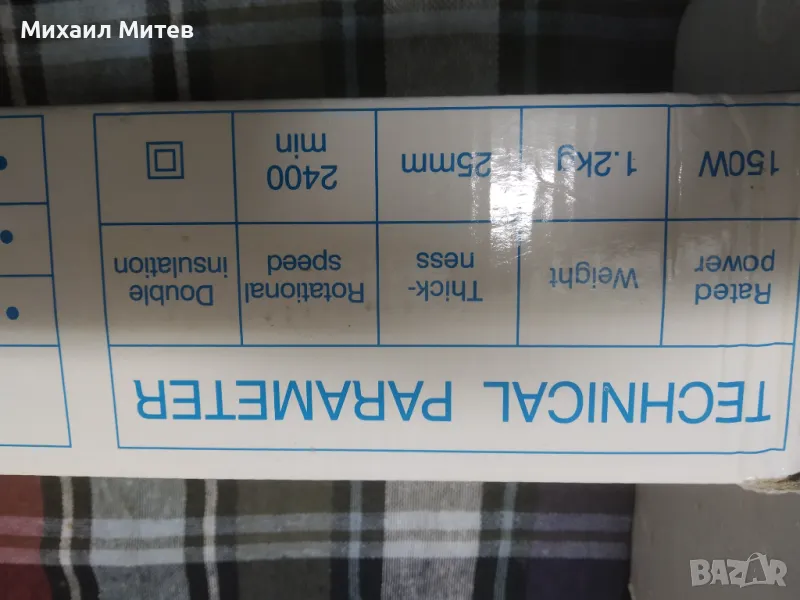 Михаил Митев
TECHNICAL PARAMETER
Rated power
Weight
Thick-
ness
Rotational
speed
Double
insulation
150W
1.2kg
25mm
2400
min
BAZAR